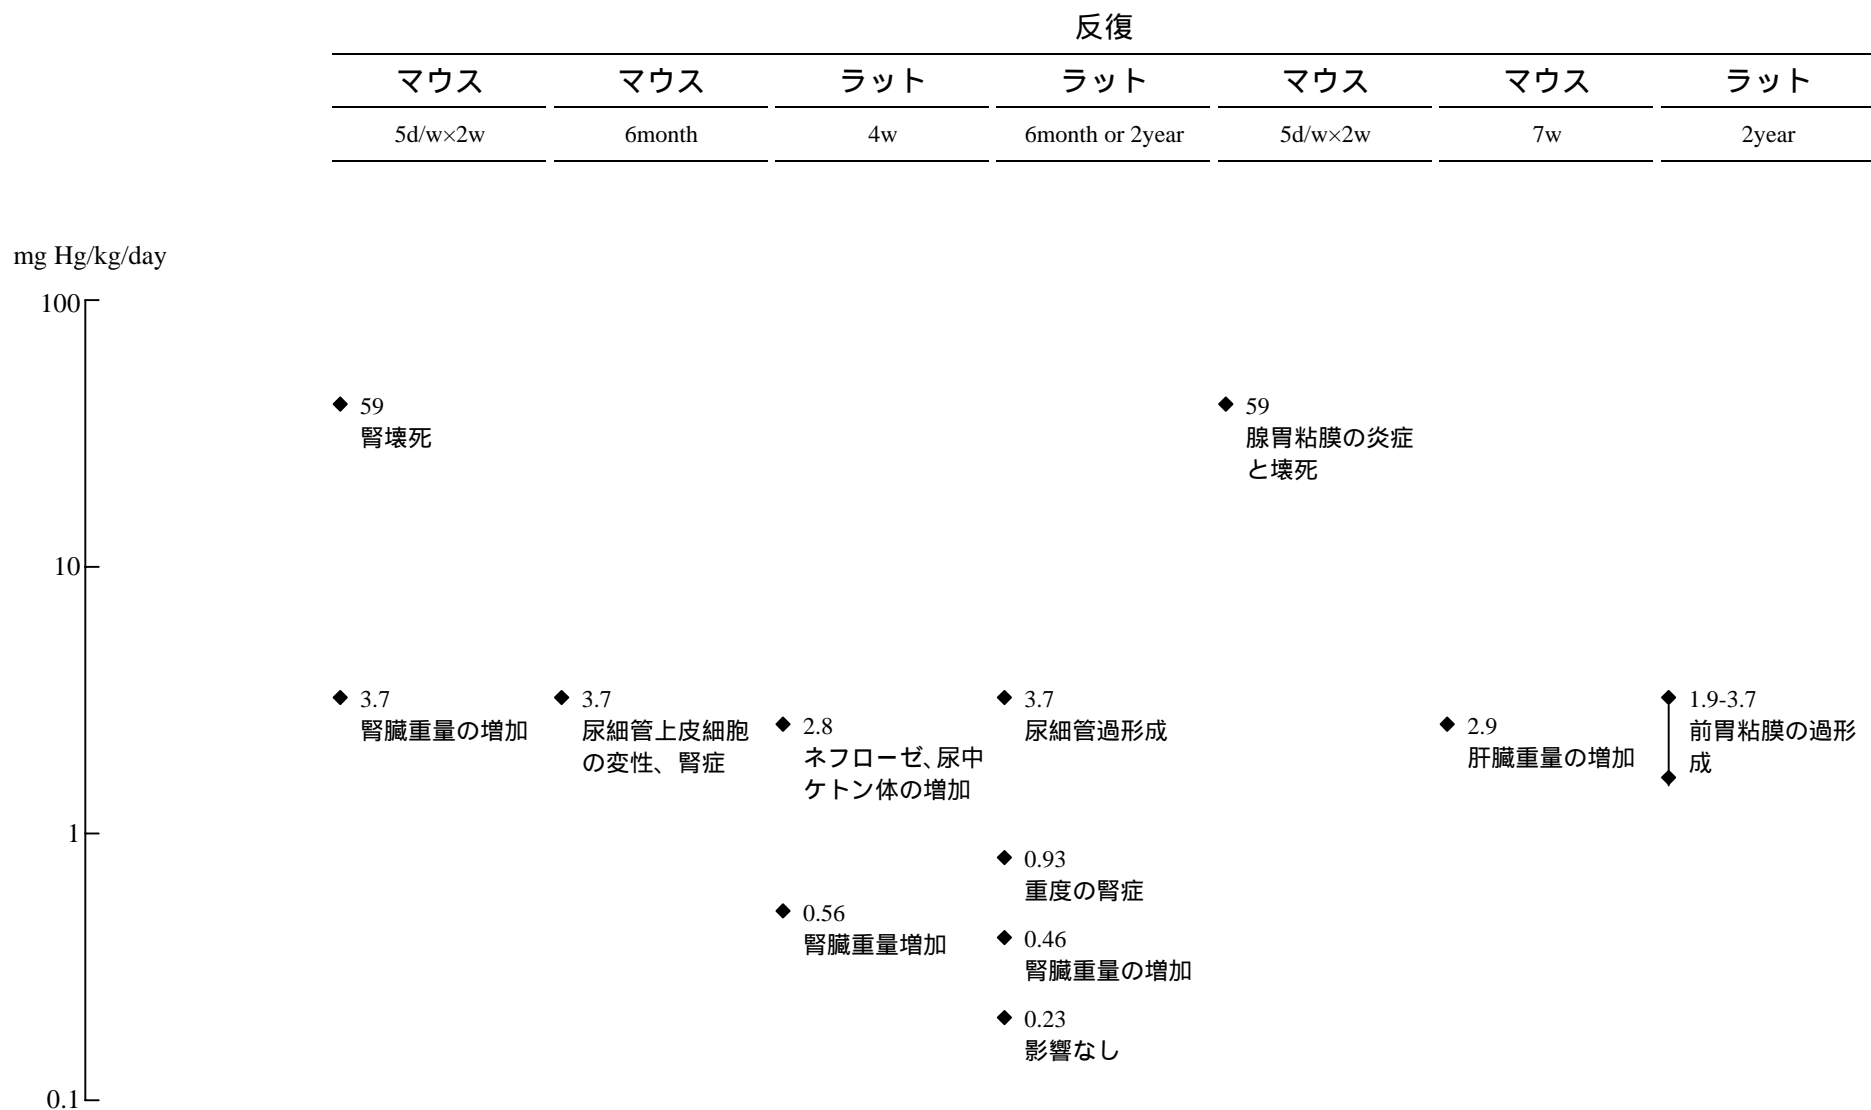 反復
マウス
マウス
ラット
ラット
マウス
マウス
ラット
5d/w×2w
6month
4w
6month or 2year
5d/w×2w
7w
2year
mg Hg/kg/day
100
10
1
0.1
59
腎壊死
3.7
腎臓重量の増加
3.7
尿細管上皮細胞
の変性、腎症
2.8
ネフローゼ、尿中
ケトン体の増加
0.56
腎臓重量増加
3.7
尿細管過形成
0.93
重度の腎症
0.46
腎臓重量の増加
0.23
影響なし
59
腺胃粘膜の炎症
と壊死
2.9
肝臓重量の増加
1.9-3.7
前胃粘膜の過形
成